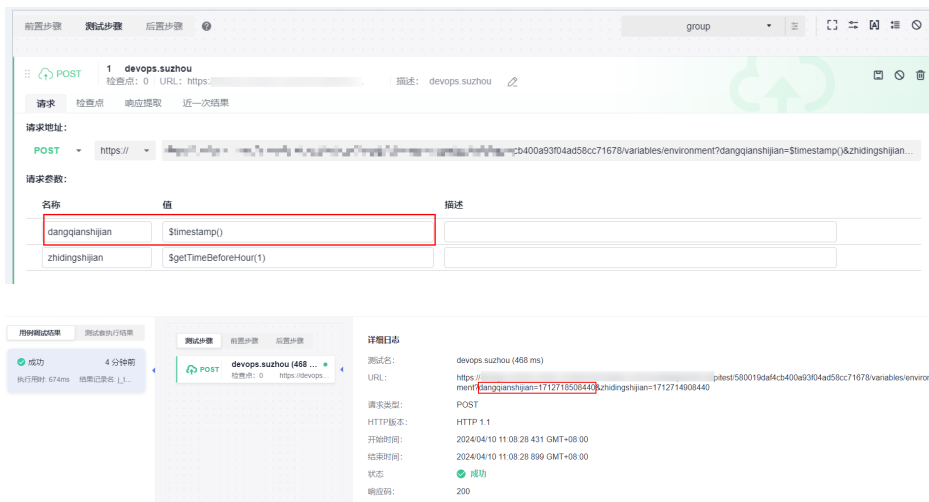 前置步骤 测试步骤 后置步骤 group
POST 1 devops.suzhou
检查点: 0 URL: https: 描述: devops.suzhou
请求 检查点 响应提取 近一次结果
请求地址:
POST https:// cb400a93f04ad58cc71678/variables/environment?dangqianshijian=$timestamp()&zhidingshijian...
请求参数:
名称 值 描述
dangqianshijian $timestamp()
zhidingshijian $getTimeBeforeHour(1)
用例测试结果 测试套执行结果
成功 4 分钟前
执行用时: 674ms 结果记录名: j_t...
测试步骤 前置步骤 后置步骤
POST devops.suzhou (468 ...
检查点: 0 https://devops...
详细日志
测试名: devops.suzhou (468 ms)
URL: https:// pitest/580019daf4cb400a93f04ad58cc71678/variables/environ
ment?dangqianshijian=1712718508440&zhidingshijian=1712714908440
请求类型: POST
HTTP版本: HTTP 1.1
开始时间: 2024/04/10 11:08:28 431 GMT+08:00
结束时间: 2024/04/10 11:08:28 899 GMT+08:00
状态 成功
响应码: 200